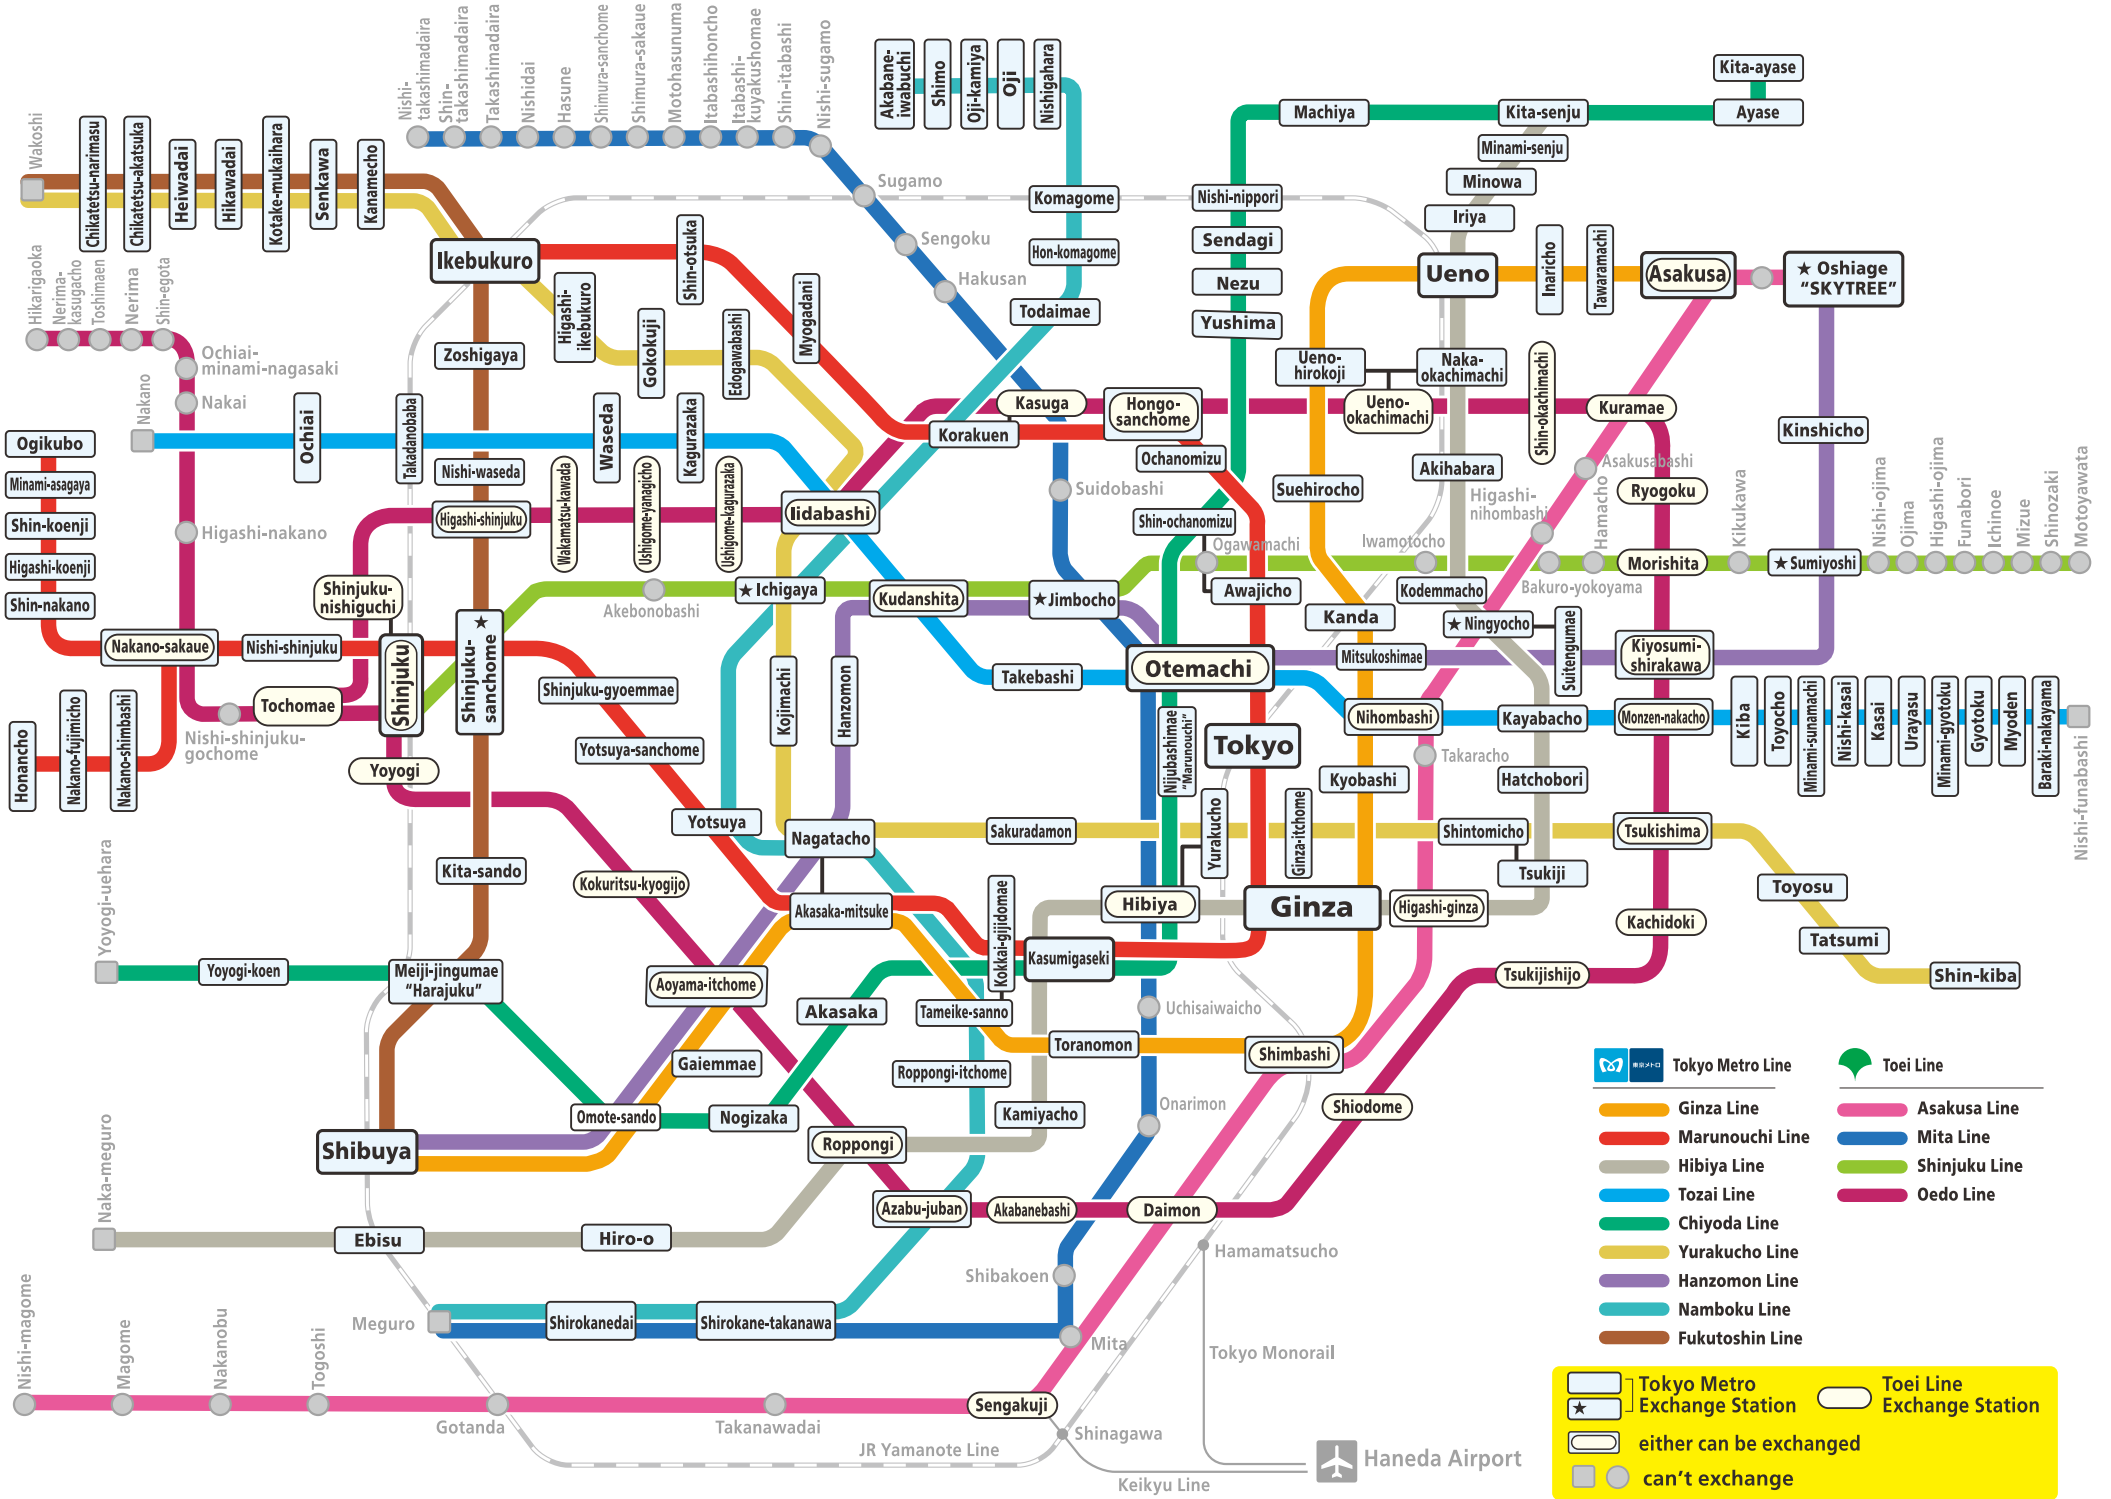 Nishi-
takashimadaira
Shin-
takashimadaira
Takashimadaira
Nishidai
Hasune
Shimura-sanchome
Shimura-sakaue
Motohasunuma
Itabashihoncho
Itabashi-
kuyakushomae
Shin-itabashi
Nishi-sugamo
Akabane-
iwabuchi
Shimo
Oji-kamiya
Oji
Nishigahara
Kita-ayase
Machiya
Kita-senju
Ayase
Wakoshi
Chikatetsu-narimasu
Chikatetsu-akatsuka
Heiwadai
Hikawadai
Kotake-mukaihara
Senkawa
Kanamecho
Sugamo
Komagome
Nishi-nippori
Minami-senju
Minowa
Iriya
Hikarigaoka
Nerima-
kasugacho
Toshimaen
Nerima
Shin-egota
Ikebukuro
Shin-otsuka
Sengoku
Hon-komagome
Sendagi
Ueno
Inaricho
Tawaramachi
Asakusa
★ Oshiage
"SKYTREE"
Higashi-
ikebukuro
Gokokuji
Edogawabashi
Myogadani
Hakusan
Todaimae
Nezu
Yushima
Ochiai-
minami-nagasaki
Zoshigaya
Ueno-
hirokoji
Naka-
okachimachi
Nakai
Nakano
Ochiai
Takadanobaba
Waseda
Kagurazaka
Kasuga
Hongo-
sanchome
Ueno-
okachimachi
Shin-okachimachi
Kuramae
Kinshicho
Korakuen
Ogikubo
Minami-asagaya
Shin-koenji
Higashi-koenji
Shin-nakano
Nishi-waseda
Ochanomizu
Akihabara
Asakusabashi
Higashi-nakano
Higashi-shinjuku
Wakamatsu-kawada
Ushigome-yanagicho
Ushigome-kagurazaka
Iidabashi
Suidobashi
Shin-ochanomizu
Suehirocho
Higashi-
nihombashi
Ryogoku
Hamacho
Kikukawa
Nishi-ojima
Ojima
Higashi-ojima
Funabori
Ichinoe
Mizue
Shinozaki
Motoyawata
Ogawamachi
Iwamotocho
Morishita
★Sumiyoshi
Shinjuku-
nishiguchi
Akebonobashi
★Ichigaya
Kudanshita
★Jimbocho
Awajicho
Kodemmacho
Bakuro-yokoyama
Kanda
★Ningyocho
Suitengumae
Nakano-sakaue
Nishi-shinjuku
Shinjuku
★
Shinjuku-
sanchome
Otemachi
Mitsukoshimae
Kiyosumi-
shirakawa
Takebashi
Shinjuku-gyoemmae
Kojimachi
Hanzomon
Honancho
Nakano-fujimicho
Nakano-shimbashi
Nishi-shinjuku-
gochome
Tochomae
Yotsuya-sanchome
Nijubashimae
"Marunouchi"
Tokyo
Nihombashi
Kayabacho
Monzen-nakacho
Kiba
Toyocho
Minami-sunamachi
Nishi-kasai
Kasai
Urayasu
Minami-gyotoku
Gyotoku
Myoden
Baraki-nakayama
Nishi-funabashi
Yoyogi
Takaracho
Kyobashi
Hatchobori
Yotsuya
Nagatacho
Sakuradamon
Yurakucho
Ginza-itchome
Shintomicho
Tsukishima
Yoyogi-uehara
Kita-sando
Kokuritsu-kyogijo
Akasaka-mitsuke
Kokkai-gijidomae
Hibiya
Ginza
Higashi-ginza
Tsukiji
Toyosu
Kachidoki
Tatsumi
Yoyogi-koen
Meiji-jingumae
"Harajuku"
Aoyama-itchome
Kasumigaseki
Tsukijishijo
Shin-kiba
Akasaka
Tameike-sanno
Uchisaiwaicho
Gaiemmae
Roppongi-itchome
Toranomon
Shimbashi
Omote-sando
Nogizaka
Kamiyacho
Onarimon
Shiodome
Naka-meguro
Shibuya
Roppongi
Azabu-juban
Akabanebashi
Daimon
Ebisu
Hiro-o
Hamamatsucho
Shibakoen
Nishi-magome
Magome
Nakanobu
Togoshi
Meguro
Shirokanedai
Shirokane-takanawa
Mita
Tokyo Monorail
Gotanda
Takanawadai
Sengakuji
Shinagawa
JR Yamanote Line
Keikyu Line
Haneda Airport
東京メトロ
Tokyo Metro Line
Toei Line
Ginza Line
Asakusa Line
Marunouchi Line
Mita Line
Hibiya Line
Shinjuku Line
Tozai Line
Oedo Line
Chiyoda Line
Yurakucho Line
Hanzomon Line
Namboku Line
Fukutoshin Line
★
Tokyo Metro
Exchange Station
Toei Line
Exchange Station
either can be exchanged
can't exchange